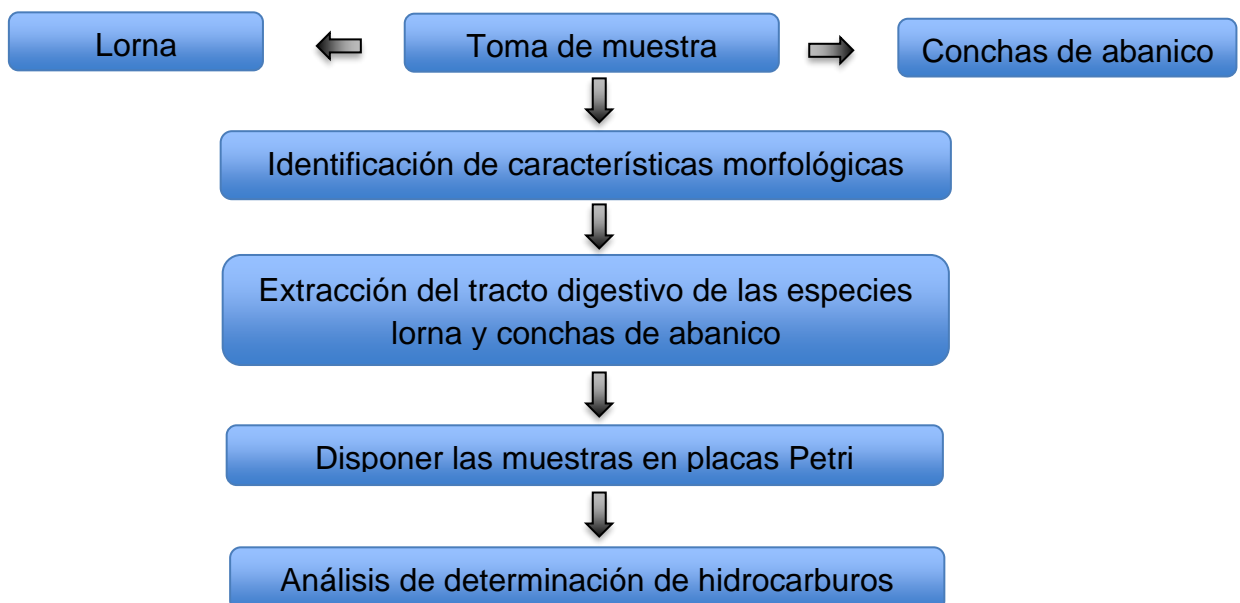 Lorna
Toma de muestra
Conchas de abanico
Identificación de características morfológicas
Extracción del tracto digestivo de las especies
lorna y conchas de abanico
Disponer las muestras en placas Petri
Análisis de determinación de hidrocarburos